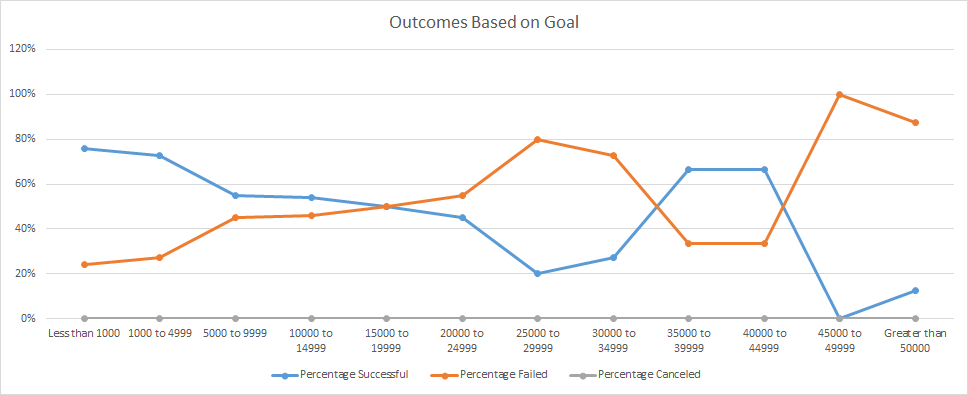 Outcomes Based on Goal
120%
100%
80%
60%
40%
20%
0%
Less than 1000 1000 to 4999 5000 to 9999 10000 to 15000 to 20000 to 25000 to 30000 to 35000 to 40000 to 45000 to Greater than
14999 19999 24999 29999 34999 39999 44999 49999 50000
Percentage Successful Percentage Failed Percentage Canceled